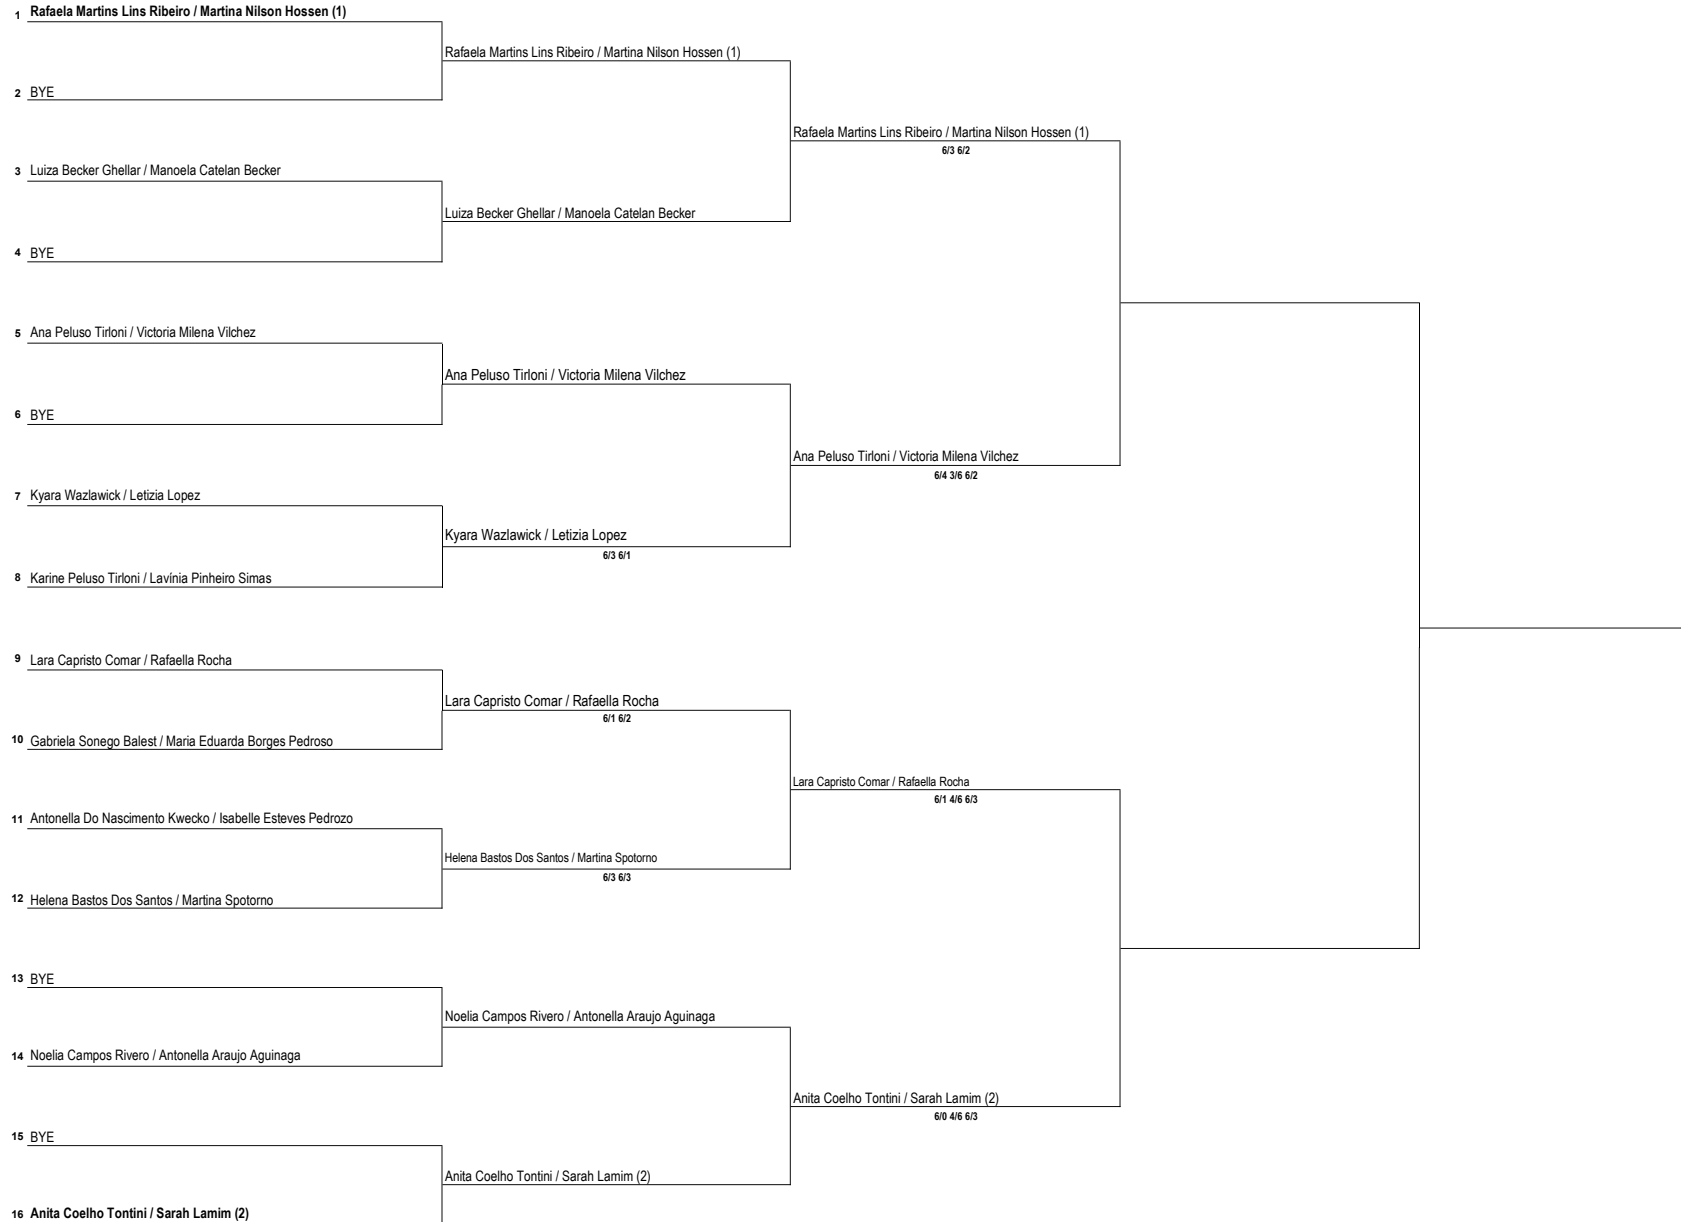 1 Rafaela Martins Lins Ribeiro / Martina Nilson Hossen (1)
Rafaela Martins Lins Ribeiro / Martina Nilson Hossen (1)
2 BYE
Rafaela Martins Lins Ribeiro / Martina Nilson Hossen (1)
6/3 6/2
3 Luiza Becker Ghellar / Manoela Catelan Becker
Luiza Becker Ghellar / Manoela Catelan Becker
4 BYE
5 Ana Peluso Tirloni / Victoria Milena Vilchez
Ana Peluso Tirloni / Victoria Milena Vilchez
6 BYE
Ana Peluso Tirloni / Victoria Milena Vilchez
6/4 3/6 6/2
7 Kyara Wazlawick / Letizia Lopez
Kyara Wazlawick / Letizia Lopez
6/3 6/1
8 Karine Peluso Tirloni / Lavínia Pinheiro Simas
9 Lara Capristo Comar / Rafaella Rocha
Lara Capristo Comar / Rafaella Rocha
6/1 6/2
10 Gabriela Sonego Balest / Maria Eduarda Borges Pedroso
Lara Capristo Comar / Rafaella Rocha
6/1 4/6 6/3
11 Antonella Do Nascimento Kwecko / Isabelle Esteves Pedrozo
Helena Bastos Dos Santos / Martina Spotorno
6/3 6/3
12 Helena Bastos Dos Santos / Martina Spotorno
13 BYE
Noelia Campos Rivero / Antonella Araujo Aguinaga
14 Noelia Campos Rivero / Antonella Araujo Aguinaga
Anita Coelho Tontini / Sarah Lamim (2)
6/0 4/6 6/3
15 BYE
Anita Coelho Tontini / Sarah Lamim (2)
16 Anita Coelho Tontini / Sarah Lamim (2)